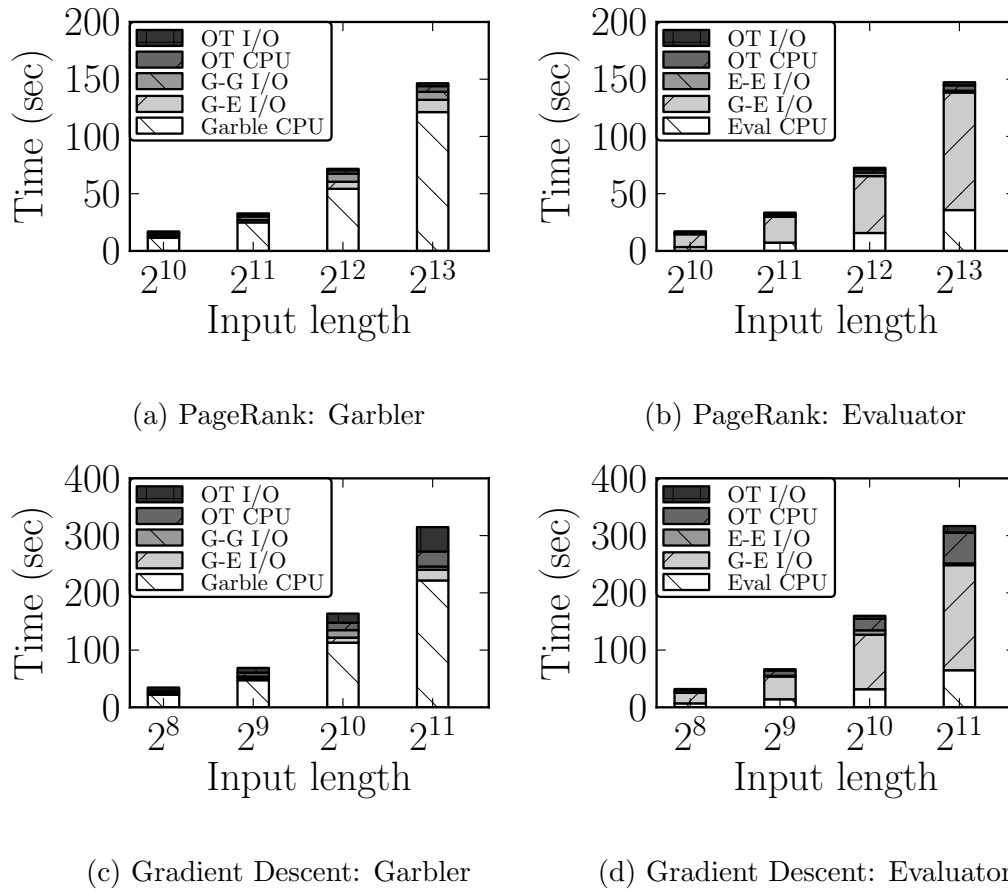 200
150
100
50
0
Time (sec)
OT I/O
OT CPU
G-G I/O
G-E I/O
Garble CPU
2^10 2^11 2^12 2^13
Input length
(a) PageRank: Garbler
200
150
100
50
0
Time (sec)
OT I/O
OT CPU
E-E I/O
G-E I/O
Eval CPU
2^10 2^11 2^12 2^13
Input length
(b) PageRank: Evaluator
400
300
200
100
0
Time (sec)
OT I/O
OT CPU
G-G I/O
G-E I/O
Garble CPU
2^8 2^9 2^10 2^11
Input length
(c) Gradient Descent: Garbler
400
300
200
100
0
Time (sec)
OT I/O
OT CPU
E-E I/O
G-E I/O
Eval CPU
2^8 2^9 2^10 2^11
Input length
(d) Gradient Descent: Evaluator